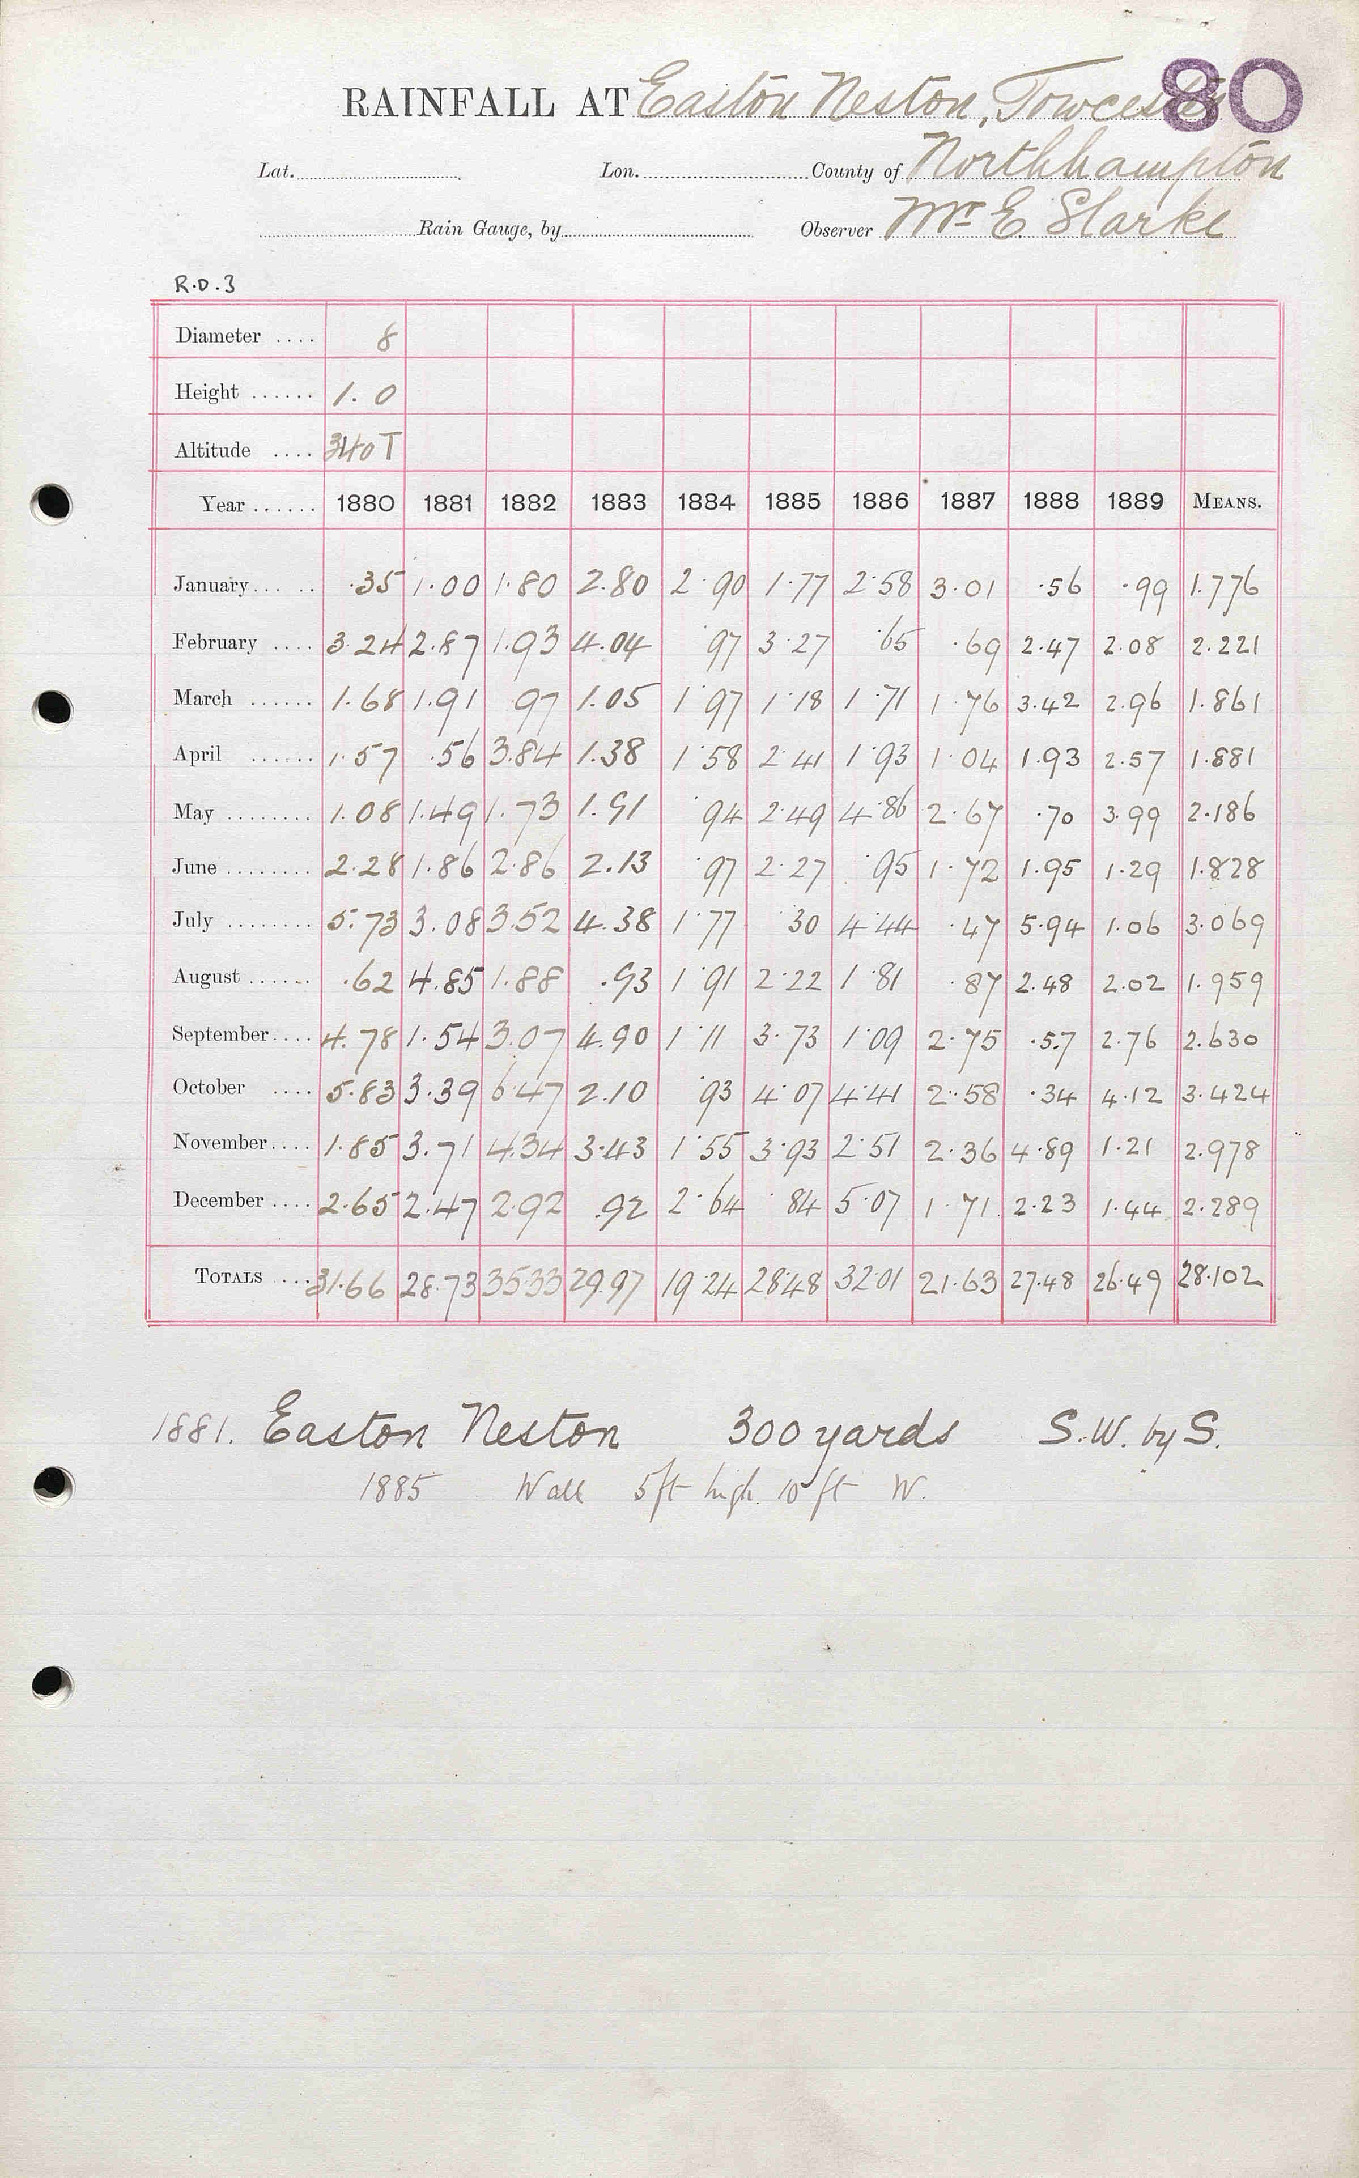 80
RAINFALL AT Easton Neston, Towcester
Lat. Lon. County of Northhampton
Rain Gauge, by Observer Mr E. Slarke
R.D.3
Diameter .... 8
Height ...... 1. 0
Altitude .... 340 T
Year ...... 1880 1881 1882 1883 1884 1885 1886 1887 1888 1889 MEANS.
January ..... .35 1.00 1.80 2.80 2.90 1.77 2.58 3.01 .56 .99 1.776
February .... 3.24 2.87 1.93 4.04 .97 3.27 .65 .69 2.47 2.08 2.221
March ...... 1.68 1.91 .97 1.05 1.97 1.18 1.71 1.76 3.42 2.96 1.861
April ...... 1.57 .56 3.84 1.38 1.58 2.41 1.93 1.04 1.93 2.57 1.881
May ........ 1.08 1.49 1.73 1.91 .94 2.49 4.86 2.67 .70 3.99 2.186
June ........ 2.28 1.86 2.86 2.13 .97 2.27 .95 1.72 1.95 1.29 1.828
July ........ 5.73 3.08 3.52 4.38 1.77 .30 4.44 .47 5.94 1.06 3.069
August ...... .62 4.85 1.88 .93 1.91 2.22 1.81 .87 2.48 2.02 1.959
September .... 4.78 1.54 3.07 4.90 1.11 3.73 1.09 2.75 .57 2.76 2.630
October .... 5.83 3.39 6.47 2.10 .93 4.07 4.41 2.58 .34 4.12 3.424
November .... 1.85 3.71 4.34 3.43 1.55 3.93 2.51 2.36 4.89 1.21 2.978
December .... 2.65 2.47 2.92 .92 2.64 .84 5.07 1.71 2.23 1.44 2.289
TOTALS ... 31.66 28.73 35.33 29.97 19.24 28.48 32.01 21.63 27.48 26.49 28.102
1881. Easton Neston 300 yards S.W. by S.
1885 Wall 5ft high 10 ft W.